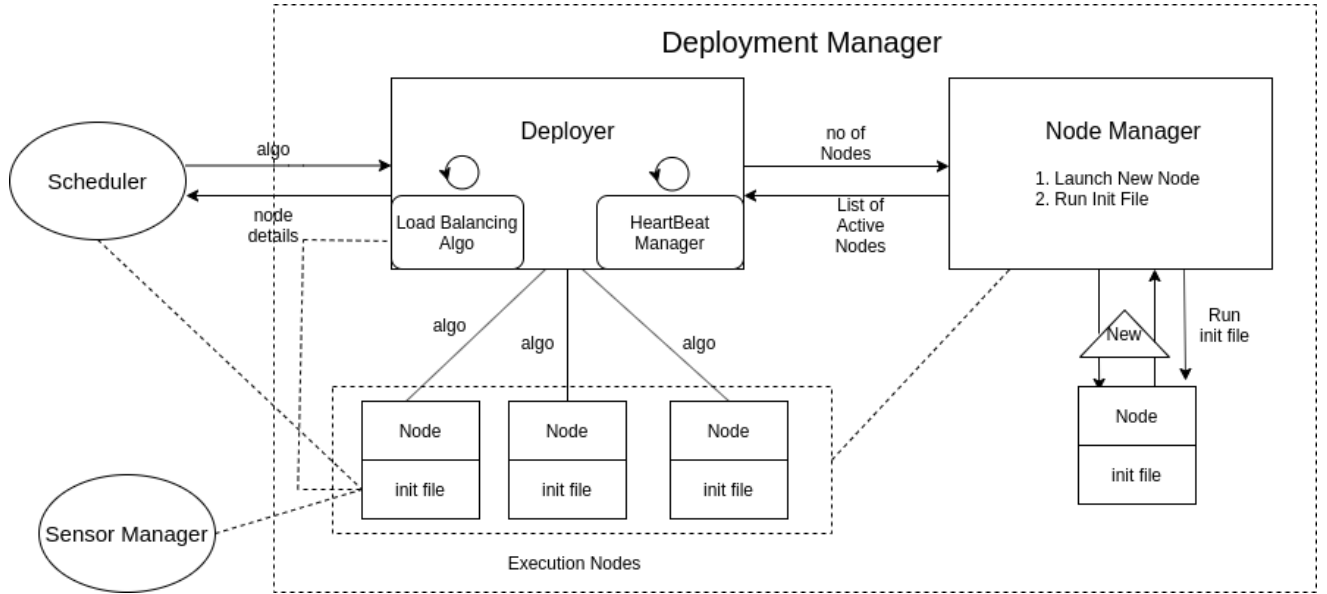 Deployment Manager
Scheduler
algo
node
details
Deployer
Load Balancing
Algo
HeartBeat
Manager
no of
Nodes
List of
Active
Nodes
Node Manager
1. Launch New Node
2. Run Init File
algo
algo
algo
New
Run
init file
Node
init file
Node
init file
Node
init file
Node
init file
Sensor Manager
Execution Nodes